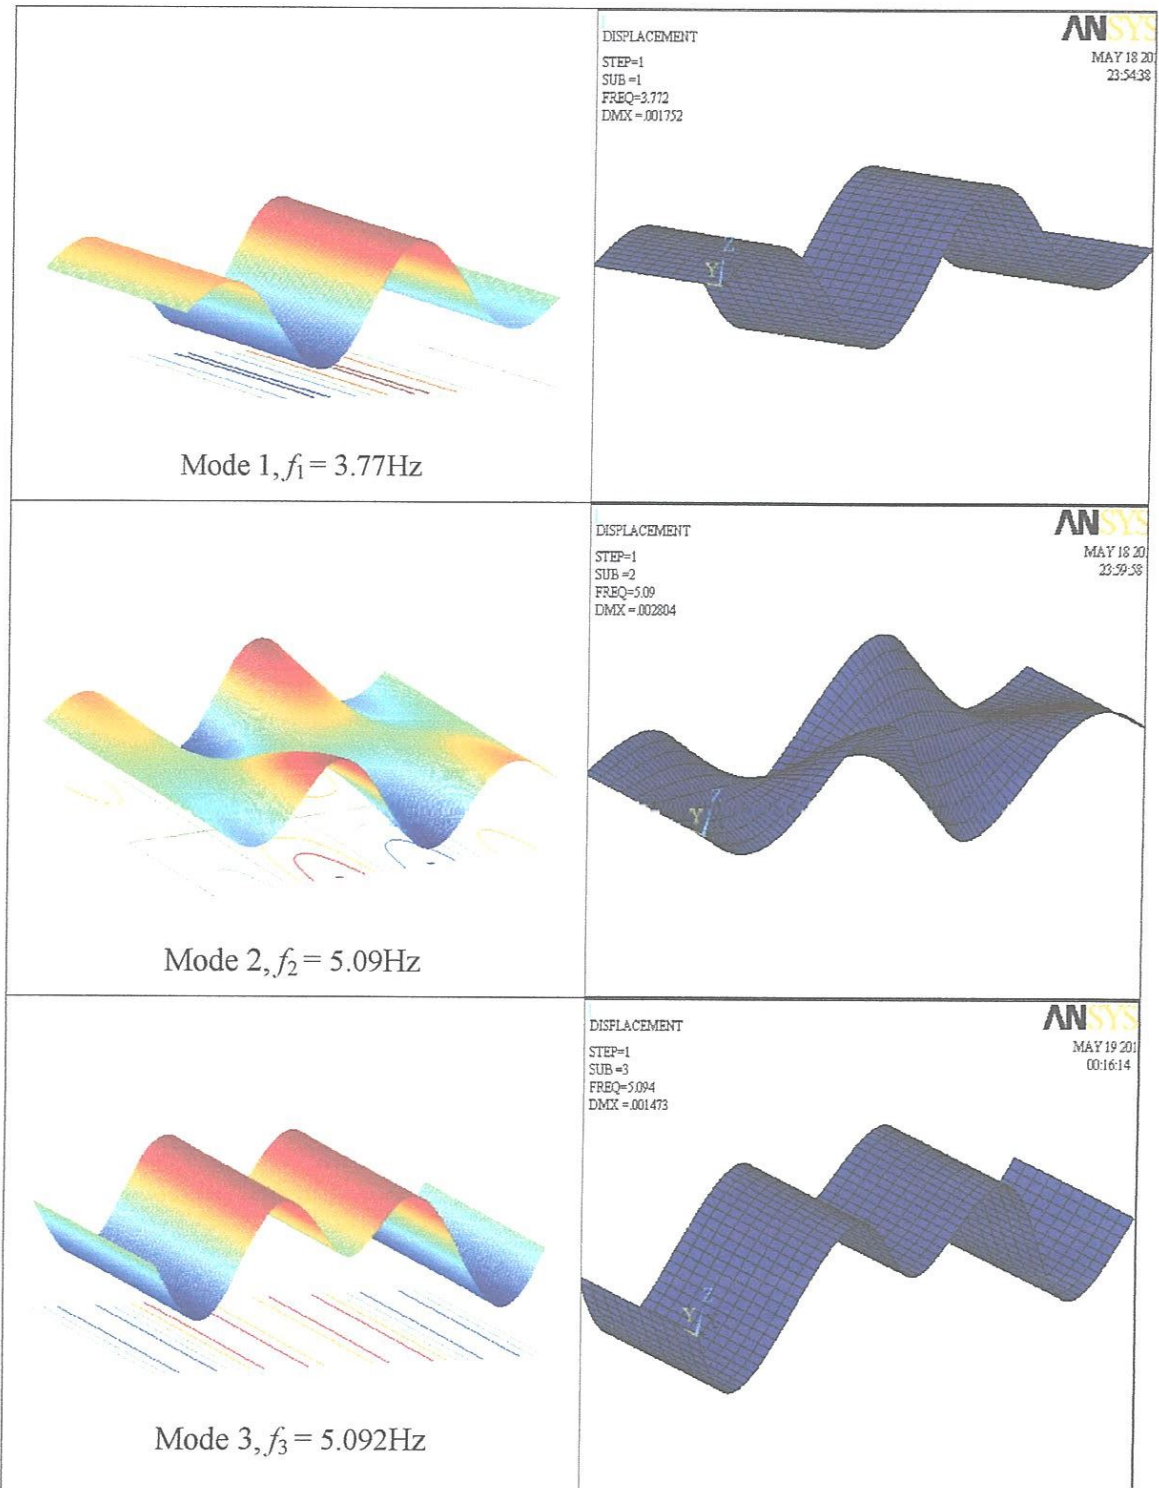 DISPLACEMENT
STEP=1
SUB =1
FREQ=3.772
DMX =.001752
ANSYS
MAY 18 201
23:54:38
Z
Y
Mode 1, f1 = 3.77Hz
DISPLACEMENT
STEP=1
SUB =2
FREQ=5.09
DMX =.002804
ANSYS
MAY 18 20
23:59:58
Z
Y
Mode 2, f2 = 5.09Hz
DISPLACEMENT
STEP=1
SUB =3
FREQ=5.094
DMX =.001473
ANSYS
MAY 19 201
00:16:14
Z
Y
Mode 3, f3 = 5.092Hz